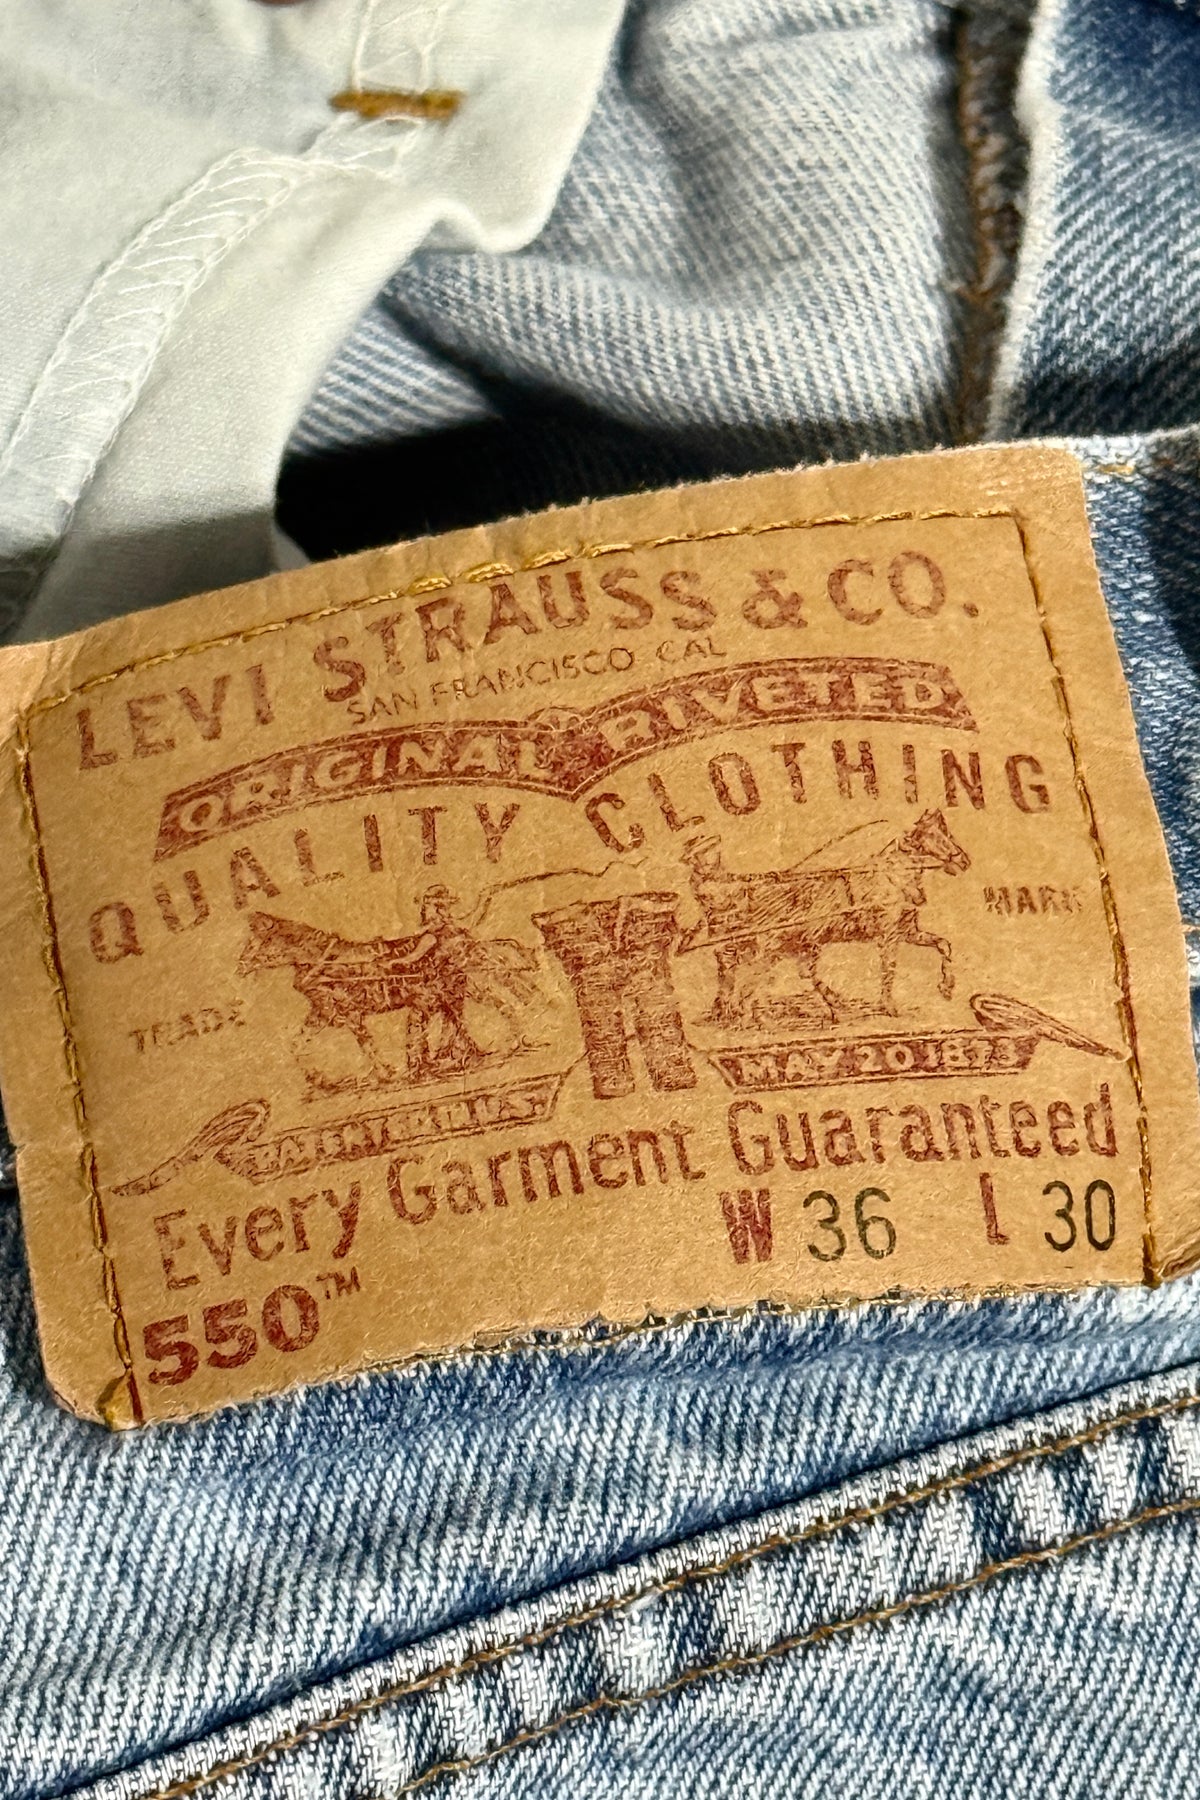 LEVI STRAUSS & CO.
SAN FRANCISCO CAL
ORIGINAL RIVETED
QUALITY CLOTHING
TRADE MARK
MAY 20 1873
Every Garment Guaranteed
W 36 L 30
550™